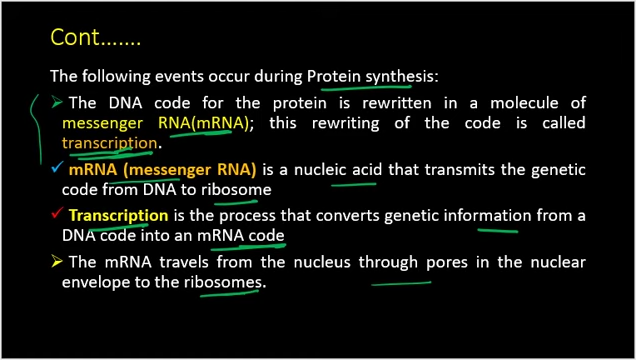 Cont…….
The following events occur during Protein synthesis:
The DNA code for the protein is rewritten in a molecule of
messenger RNA(mRNA); this rewriting of the code is called
transcription.
mRNA (messenger RNA) is a nucleic acid that transmits the genetic
code from DNA to ribosome
Transcription is the process that converts genetic information from a
DNA code into an mRNA code
The mRNA travels from the nucleus through pores in the nuclear
envelope to the ribosomes.